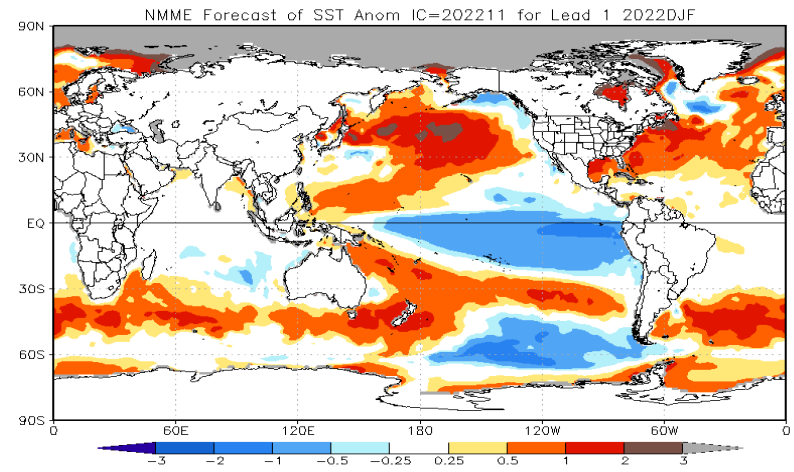 NMME Forecast of SST Anom IC=202211 for Lead 1 2022DJF
90N
60N
30N
EQ
30S
60S
90S
0 60E 120E 180 120W 60W 0
-3 -2 -1 -0.5 -0.25 0.25 0.5 1 2 3